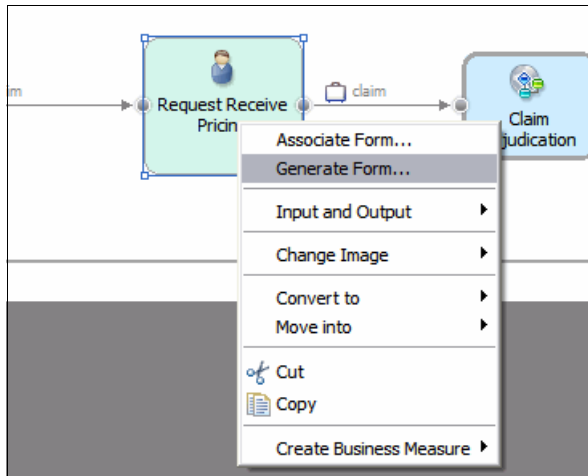 Request Receive
Pricin
claim
Claim
judication
Associate Form...
Generate Form...
Input and Output
Change Image
Convert to
Move into
Cut
Copy
Create Business Measure